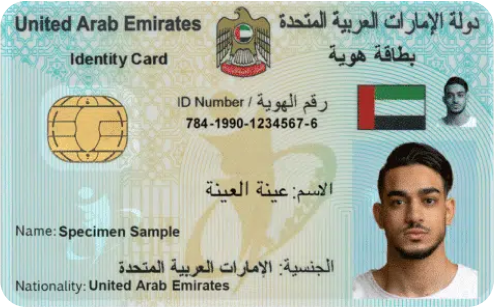 United Arab Emirates دولة الإمارات العربية المتحدة
Identity Card بطاقة هوية
ID Number / رقم الهوية
784-1990-1234567-6
الاسم: عينة العينة
Name: Specimen Sample
الجنسية: الإمارات العربية المتحدة
Nationality: United Arab Emirates